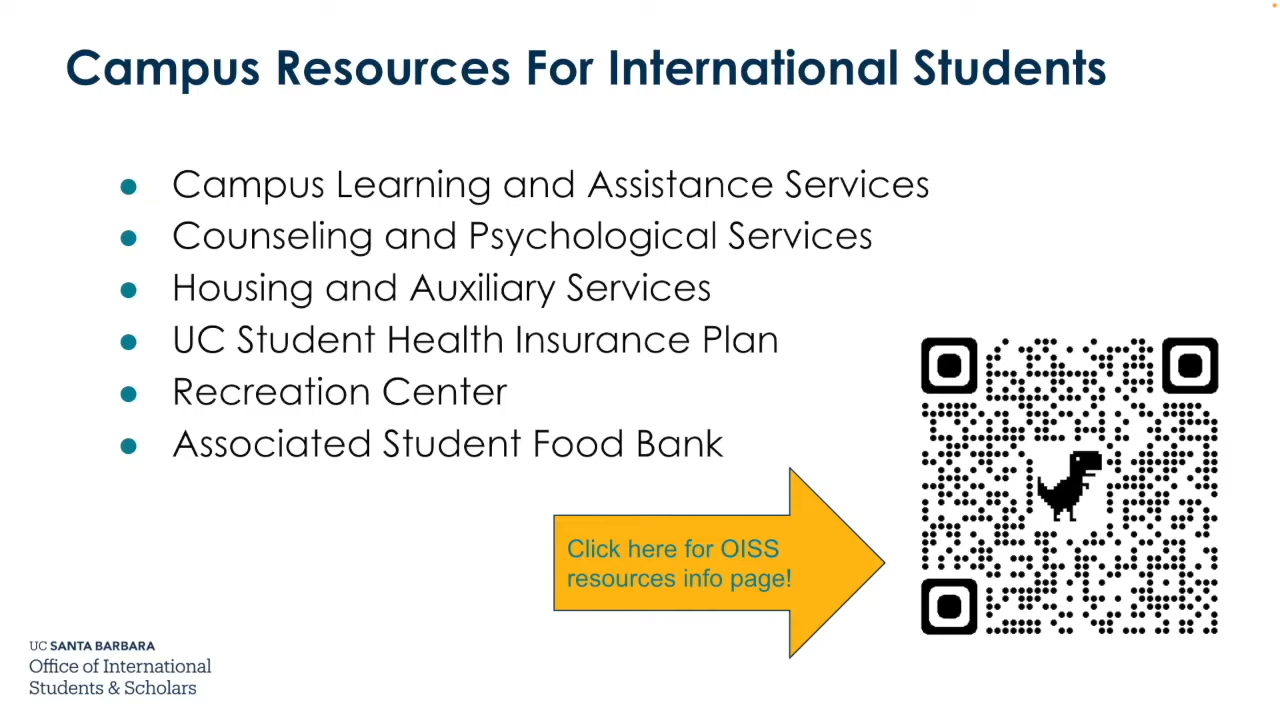 Campus Resources For International Students
● Campus Learning and Assistance Services
● Counseling and Psychological Services
● Housing and Auxiliary Services
● UC Student Health Insurance Plan
● Recreation Center
● Associated Student Food Bank
Click here for OISS
resources info page!
UC SANTA BARBARA
Office of International
Students & Scholars